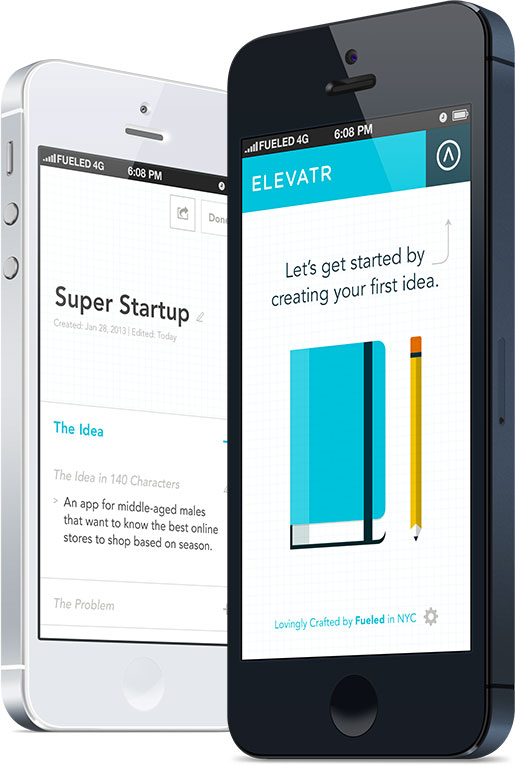 FUELED 4G
6:08 PM
Done
Super Startup
Created: Jan 28, 2013 | Edited: Today
The Idea
The Idea in 140 Characters
> An app for middle-aged males
that want to know the best online
stores to shop based on season.
The Problem
FUELED 4G
6:08 PM
ELEVATR
Let's get started by
creating your first idea.
Lovingly Crafted by Fueled in NYC